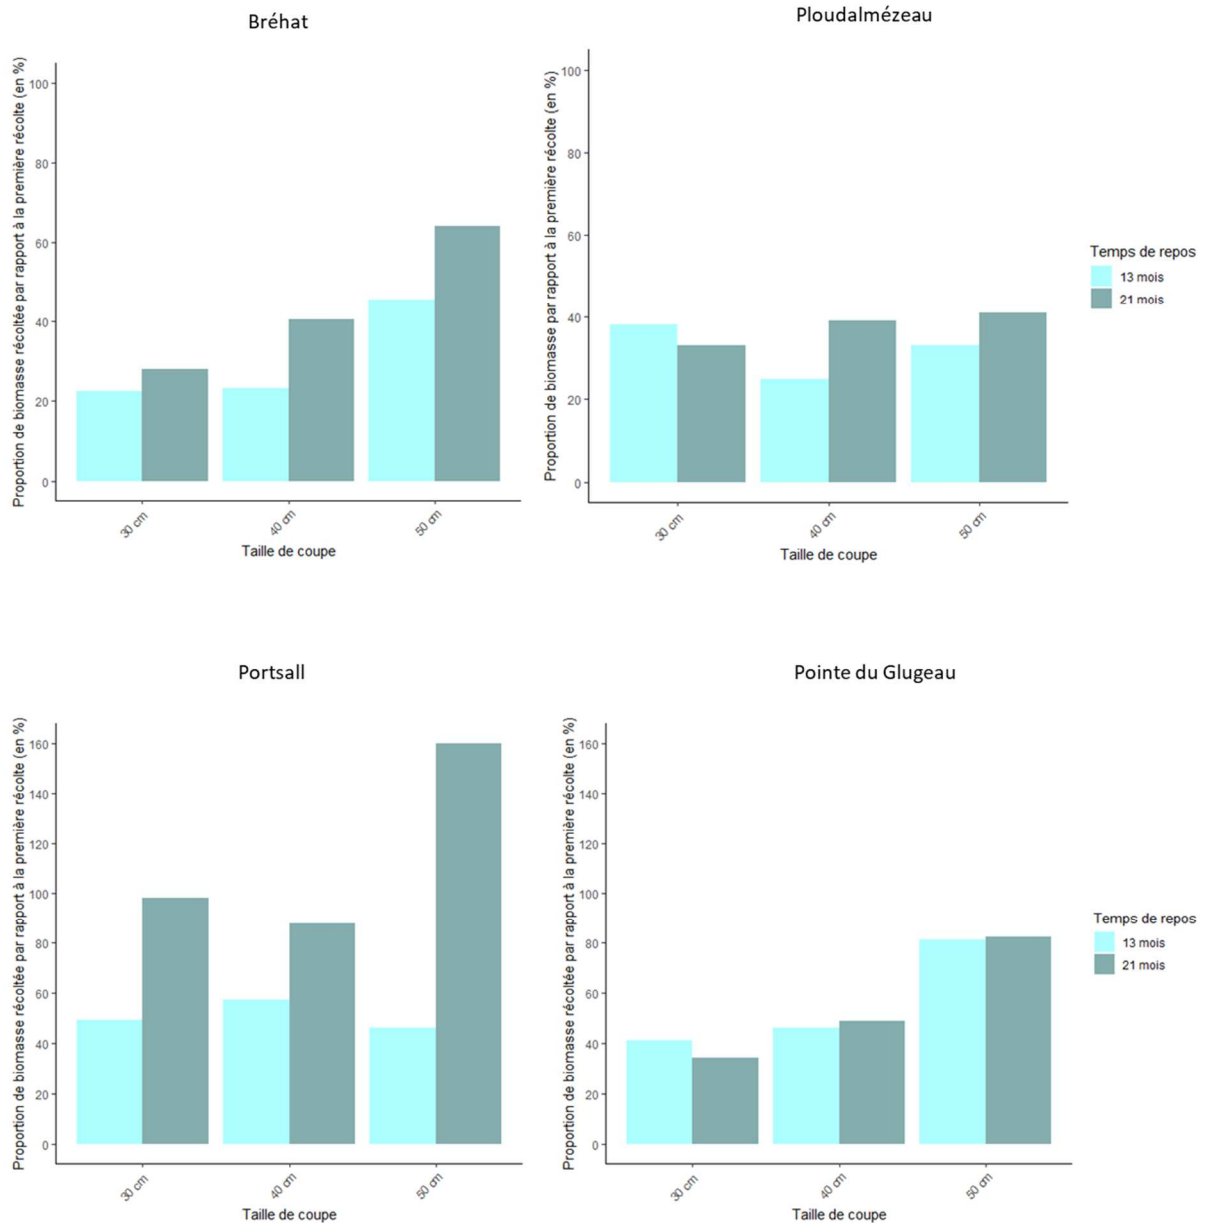 Bréhat
Proportion de biomasse récoltée par rapport à la première récolte (en %)
100
80
60
40
20
0
30 cm
40 cm
50 cm
Taille de coupe
Ploudalmézeau
Proportion de biomasse par rapport à la première récolte (en %)
100
80
60
40
20
0
30 cm
40 cm
50 cm
Taille de coupe
Temps de repos
13 mois
21 mois
Portsall
Proportion de biomasse récoltée par rapport à la première récolte (en %)
160
140
120
100
80
60
40
20
0
30 cm
40 cm
50 cm
Taille de coupe
Pointe du Glugeau
Proportion de biomasse récoltée par rapport à la première récolte (en %)
160
140
120
100
80
60
40
20
0
30 cm
40 cm
50 cm
Taille de coupe
Temps de repos
13 mois
21 mois